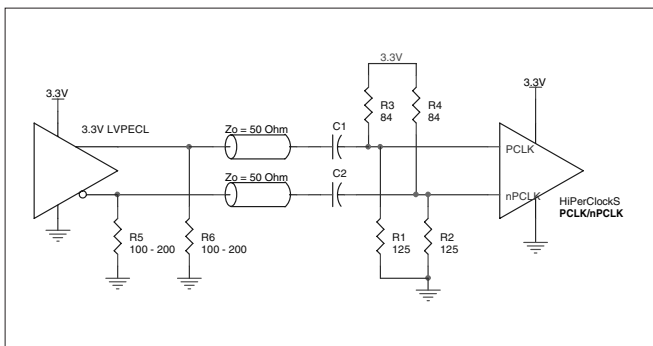 3.3V
3.3V
3.3V
R3
84
R4
84
3.3V LVPECL
Zo = 50 Ohm
C1
PCLK
Zo = 50 Ohm
C2
nPCLK
HiPerClockS
PCLK/nPCLK
R5
100 - 200
R6
100 - 200
R1
125
R2
125